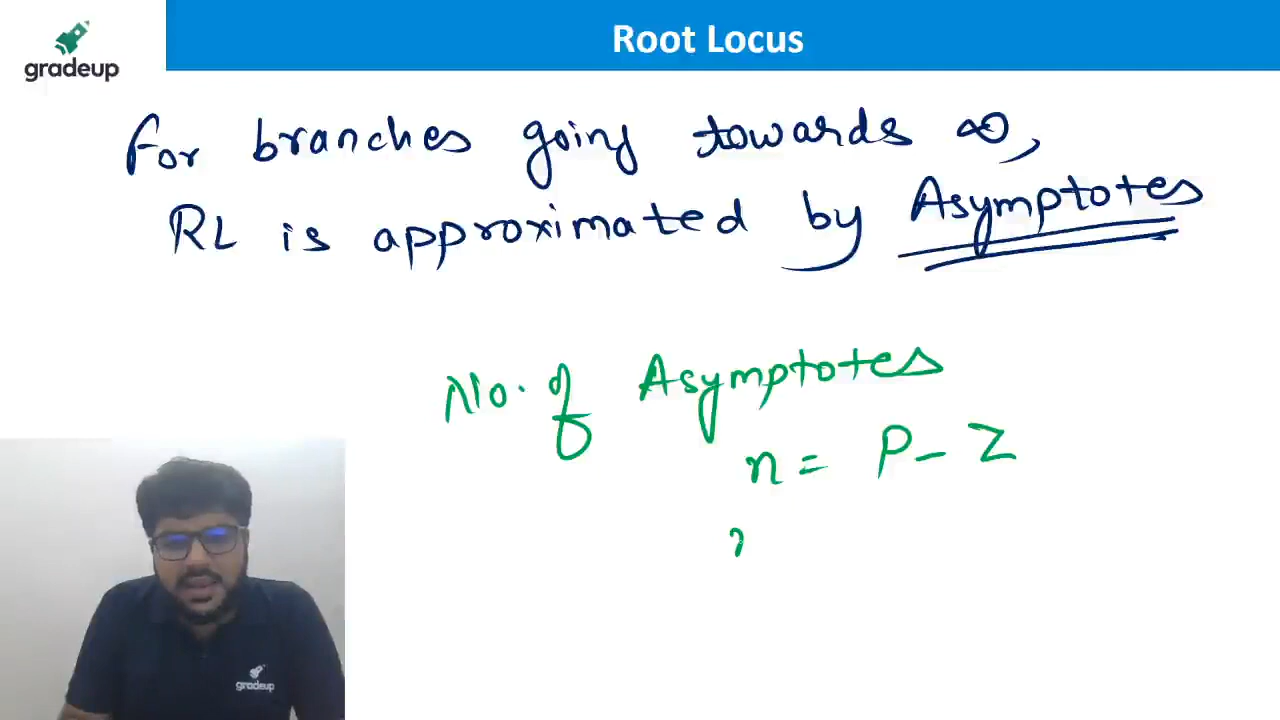 gradeup
Root Locus
For branches going towards ∞,
RL is approximated by Asymptotes
No. of Asymptotes
n = P - Z
gradeup